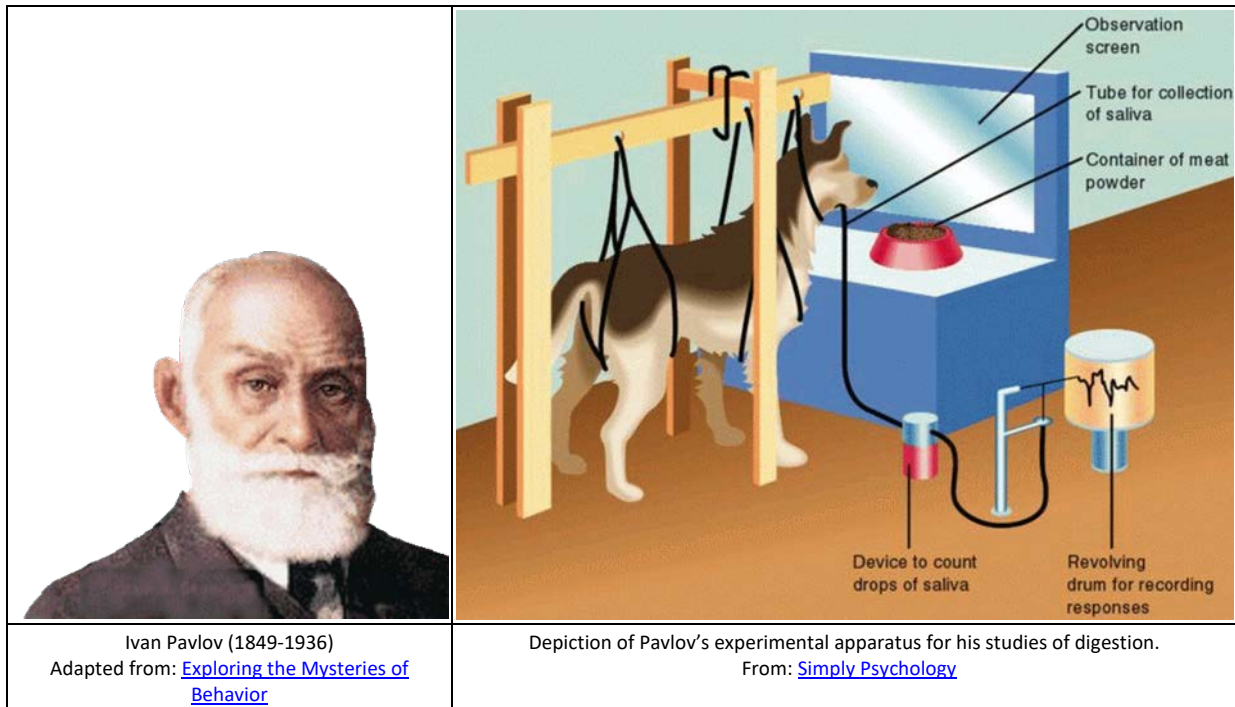 Observation
screen
Tube for collection
of saliva
Container of meat
powder
Device to count
drops of saliva
Revolving
drum for recording
responses
Ivan Pavlov (1849-1936)
Adapted from: Exploring the Mysteries of
Behavior
Depiction of Pavlov’s experimental apparatus for his studies of digestion.
From: Simply Psychology